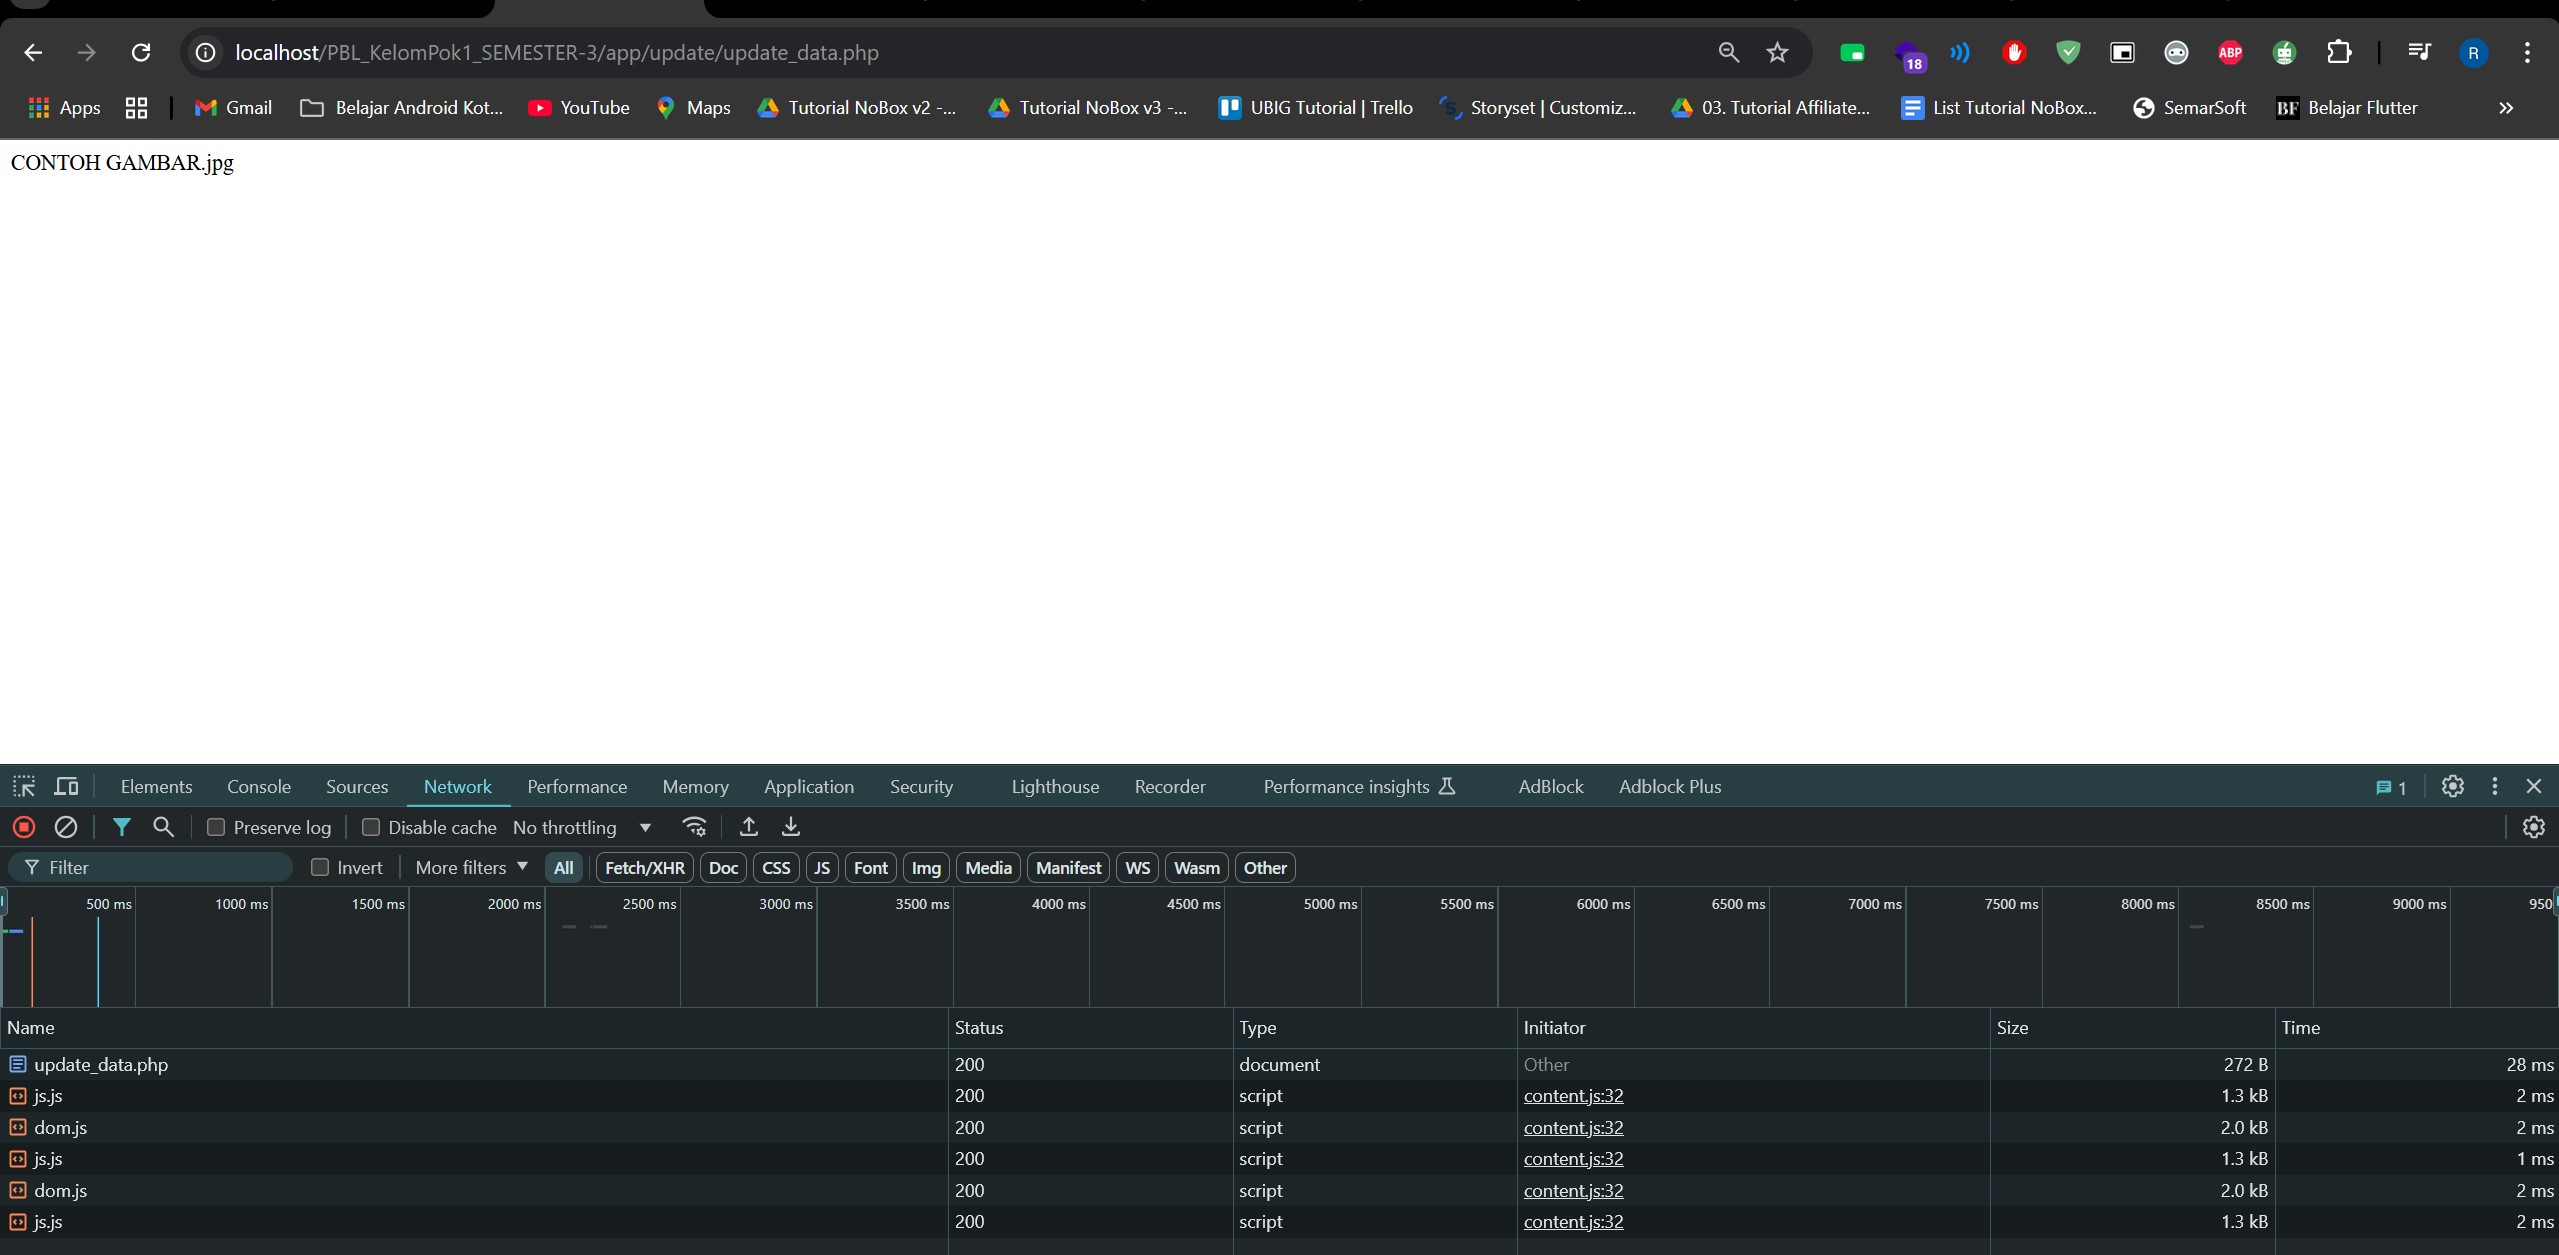 localhost/PBL_KelomPok1_SEMESTER-3/app/update/update_data.php
18
ABP
R
Apps
Gmail
Belajar Android Kot...
YouTube
Maps
Tutorial NoBox v2 -...
Tutorial NoBox v3 -...
UBIG Tutorial | Trello
Storyset | Customiz...
03. Tutorial Affiliate...
List Tutorial NoBox...
SemarSoft
BF Belajar Flutter
CONTOH GAMBAR.jpg
Elements Console Sources Network Performance Memory Application Security Lighthouse Recorder Performance insights AdBlock Adblock Plus 1
Preserve log Disable cache No throttling
Filter Invert More filters All Fetch/XHR Doc CSS JS Font Img Media Manifest WS Wasm Other
500 ms 1000 ms 1500 ms 2000 ms 2500 ms 3000 ms 3500 ms 4000 ms 4500 ms 5000 ms 5500 ms 6000 ms 6500 ms 7000 ms 7500 ms 8000 ms 8500 ms 9000 ms 950
Name Status Type Initiator Size Time
update_data.php 200 document Other 272 B 28 ms
js.js 200 script content.js:32 1.3 kB 2 ms
dom.js 200 script content.js:32 2.0 kB 2 ms
js.js 200 script content.js:32 1.3 kB 1 ms
dom.js 200 script content.js:32 2.0 kB 2 ms
js.js 200 script content.js:32 1.3 kB 2 ms